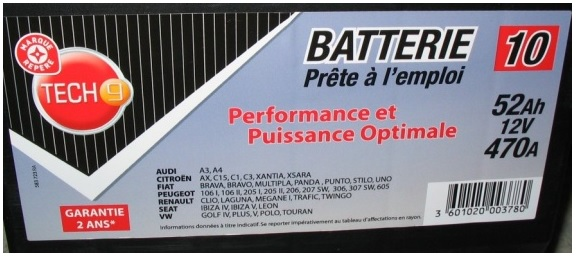 MARQUE REPÈRE
TECH 9
BATTERIE
10
Prête à l'emploi
Performance et
Puissance Optimale
52Ah
12V
470A
AUDI A3, A4
CITROËN AX, C15, C1, C3, XANTIA, XSARA
FIAT BRAVA, BRAVO, MULTIPLA, PANDA, PUNTO, STILO, UNO
PEUGEOT 106 I, 106 II, 205 I, 205 II, 206, 207 SW, 306, 307 SW, 605
RENAULT CLIO, LAGUNA, MEGANE I, TRAFIC, TWINGO
SEAT IBIZA IV, IBIZA V, LEON
VW GOLF IV, PLUS, V, POLO, TOURAN
Informations données à titre indicatif. Se reporter impérativement au tableau d'affectations en rayon.
GARANTIE
2 ANS*
3 601020 003780